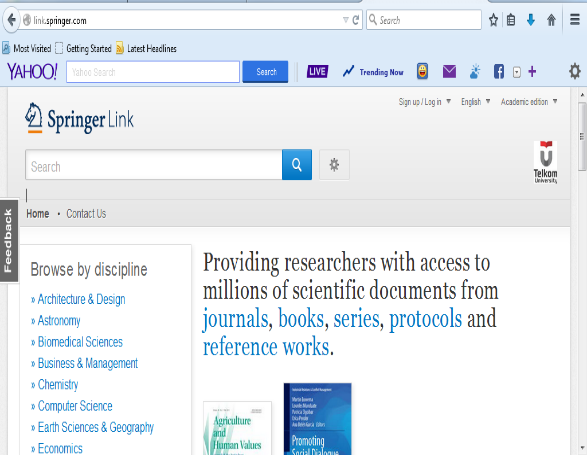 link.springer.com
Search
Most Visited
Getting Started
Latest Headlines
YAHOO!
Yahoo Search
Search
LIVE
Trending Now
Sign up / Log in
English
Academic edition
Springer Link
Search
Telkom
University
Home • Contact Us
Feedback
Browse by discipline
» Architecture & Design
» Astronomy
» Biomedical Sciences
» Business & Management
» Chemistry
» Computer Science
» Earth Sciences & Geography
» Economics
Providing researchers with access to
millions of scientific documents from
journals, books, series, protocols and
reference works.
Agriculture
and
Human Values
Promoting
Social Dialogue